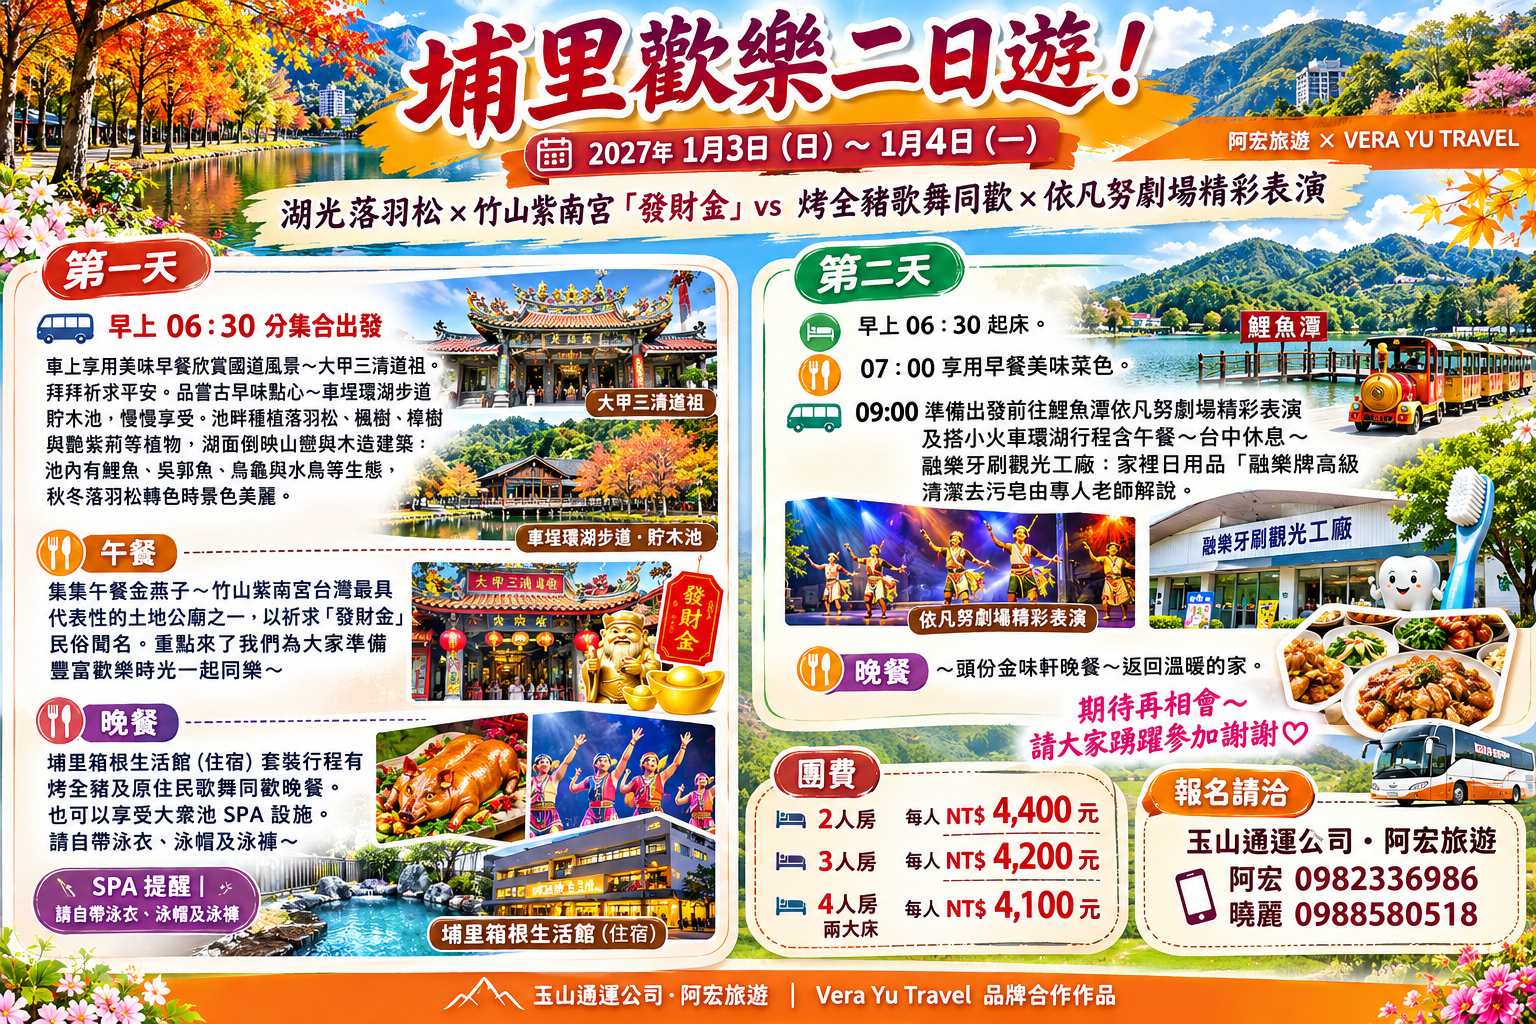 埔里歡樂二日遊！
2027年 1月3日（日）～ 1月4日（一）
阿宏旅遊 × VERA YU TRAVEL
湖光落羽松×竹山紫南宮「發財金」vs 烤全豬歌舞同歡×依凡努劇場精彩表演
第一天
早上 06：30 分集合出發
車上享用美味早餐欣賞國道風景～大甲三清道祖。
拜拜祈求平安。品嘗古早味點心～車埕環湖步道
貯木池，慢慢享受。池畔種植落羽松、楓樹、樟樹
與艷紫荊等植物，湖面倒映山巒與木造建築：
池內有鯉魚、吳郭魚、烏龜與水鳥等生態，
秋冬落羽松轉色時景色美麗。
大甲三清道祖
車埕環湖步道・貯木池
午餐
集集午餐金燕子～竹山紫南宮台灣最具
代表性的土地公廟之一，以祈求「發財金」
民俗聞名。重點來了我們為大家準備
豐富歡樂時光一起同樂～
發財金
晚餐
埔里箱根生活館（住宿）套裝行程有
烤全豬及原住民歌舞同歡晚餐。
也可以享受大眾池 SPA 設施。
請自帶泳衣、泳帽及泳褲～
SPA 提醒｜
請自帶泳衣、泳帽及泳褲
埔里箱根生活館（住宿）
第二天
早上 06：30 起床。
07：00 享用早餐美味菜色。
09:00 準備出發前往鯉魚潭依凡努劇場精彩表演
及搭小火車環湖行程含午餐～台中休息～
融樂牙刷觀光工廠：家裡日用品「融樂牌高級
清潔去污皂由專人老師解說。
鯉魚潭
依凡努劇場精彩表演
融樂牙刷觀光工廠
晚餐 ～頭份金味軒晚餐～返回溫暖的家。
期待再相會～
請大家踴躍參加謝謝♡
團費
2人房 每人 NT$ 4,400 元
3人房 每人 NT$ 4,200 元
4人房 每人 NT$ 4,100 元
兩大床
報名請洽
玉山通運公司・阿宏旅遊
阿宏 0982336986
曉麗 0988580518
玉山通運公司・阿宏旅遊 ｜ Vera Yu Travel 品牌合作作品